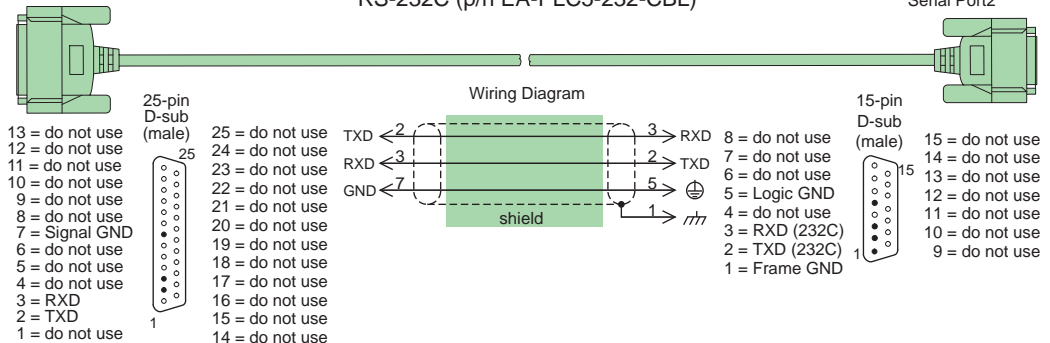 RS-232C (p/n EA-PLC5-232-CBL)
Serial Port2
25-pin
D-sub
(male)
13 = do not use
12 = do not use
11 = do not use
10 = do not use
9 = do not use
8 = do not use
7 = Signal GND
6 = do not use
5 = do not use
4 = do not use
3 = RXD
2 = TXD
1 = do not use
25
1
25 = do not use
24 = do not use
23 = do not use
22 = do not use
21 = do not use
20 = do not use
19 = do not use
18 = do not use
17 = do not use
16 = do not use
15 = do not use
14 = do not use
Wiring Diagram
TXD 2 3 RXD
RXD 3 2 TXD
GND 7 5
1
shield
8 = do not use
7 = do not use
6 = do not use
5 = Logic GND
4 = do not use
3 = RXD (232C)
2 = TXD (232C)
1 = Frame GND
15-pin
D-sub
(male)
15
1
15 = do not use
14 = do not use
13 = do not use
12 = do not use
11 = do not use
10 = do not use
9 = do not use